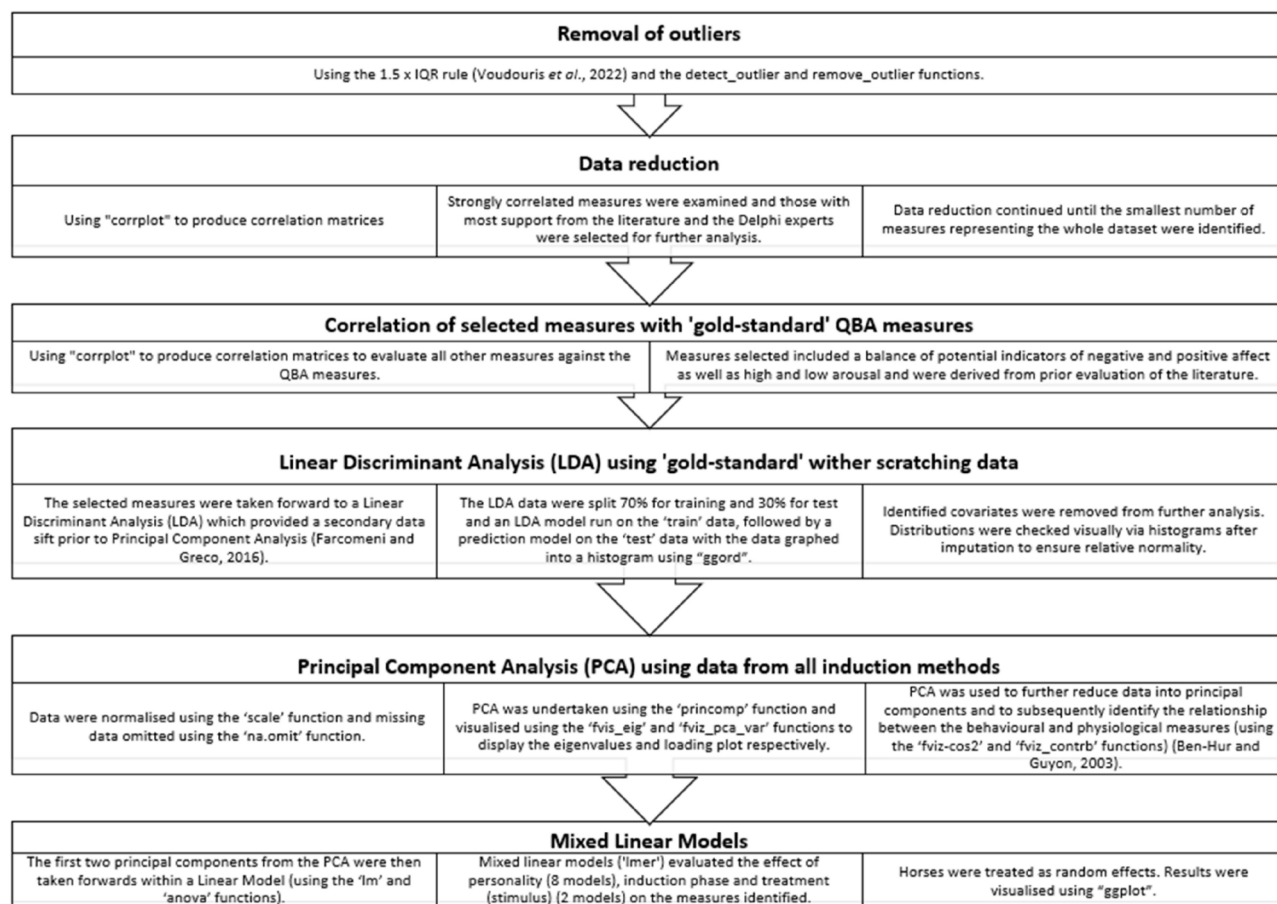 Removal of outliers
Using the 1.5 x IQR rule (Voudouris et al., 2022) and the detect_outlier and remove_outlier functions.
Data reduction
Using "corrplot" to produce correlation matrices
Strongly correlated measures were examined and those with
most support from the literature and the Delphi experts
were selected for further analysis.
Data reduction continued until the smallest number of
measures representing the whole dataset were identified.
Correlation of selected measures with 'gold-standard' QBA measures
Using "corrplot" to produce correlation matrices to evaluate all other measures against the
QBA measures.
Measures selected included a balance of potential indicators of negative and positive affect
as well as high and low arousal and were derived from prior evaluation of the literature.
Linear Discriminant Analysis (LDA) using 'gold-standard' wither scratching data
The selected measures were taken forward to a Linear
Discriminant Analysis (LDA) which provided a secondary data
sift prior to Principal Component Analysis (Farcomeni and
Greco, 2016).
The LDA data were split 70% for training and 30% for test
and an LDA model run on the ‘train’ data, followed by a
prediction model on the ‘test’ data with the data graphed
into a histogram using “ggord”.
Identified covariates were removed from further analysis.
Distributions were checked visually via histograms after
imputation to ensure relative normality.
Principal Component Analysis (PCA) using data from all induction methods
Data were normalised using the ‘scale’ function and missing
data omitted using the ‘na.omit’ function.
PCA was undertaken using the ‘princomp’ function and
visualised using the ‘fvis_eig’ and ‘fviz_pca_var’ functions to
display the eigenvalues and loading plot respectively.
PCA was used to further reduce data into principal
components and to subsequently identify the relationship
between the behavioural and physiological measures (using
the ‘fviz-cos2’ and ‘fviz_contrb’ functions) (Ben-Hur and
Guyon, 2003).
Mixed Linear Models
The first two principal components from the PCA were then
taken forwards within a Linear Model (using the ‘lm’ and
‘anova’ functions).
Mixed linear models ('lmer') evaluated the effect of
personality (8 models), induction phase and treatment
(stimulus) (2 models) on the measures identified.
Horses were treated as random effects. Results were
visualised using “ggplot”.